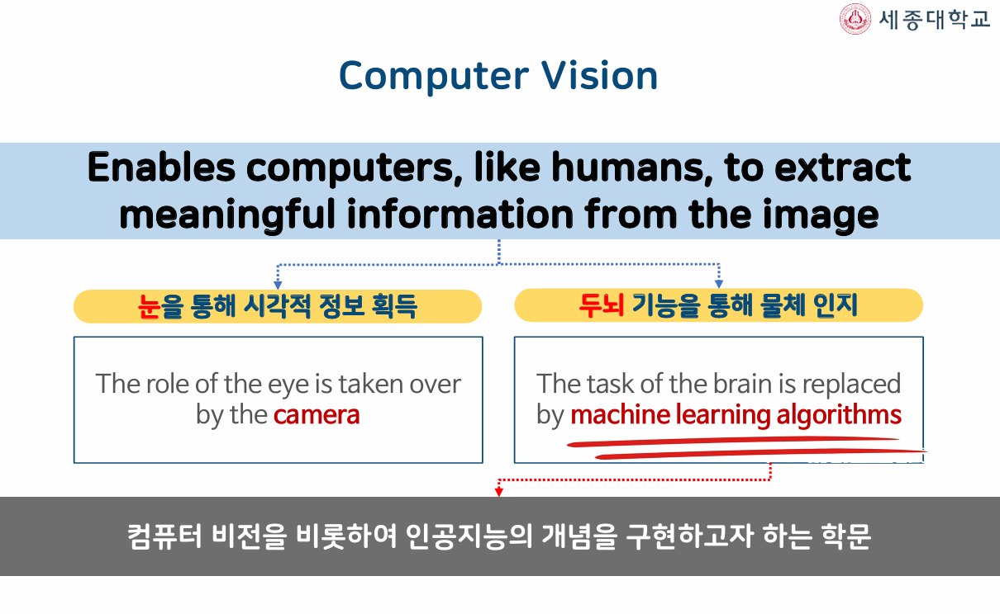 세종대학교
Computer Vision
Enables computers, like humans, to extract
meaningful information from the image
눈을 통해 시각적 정보 획득
두뇌 기능을 통해 물체 인지
The role of the eye is taken over
by the camera
The task of the brain is replaced
by machine learning algorithms
컴퓨터 비전을 비롯하여 인공지능의 개념을 구현하고자 하는 학문